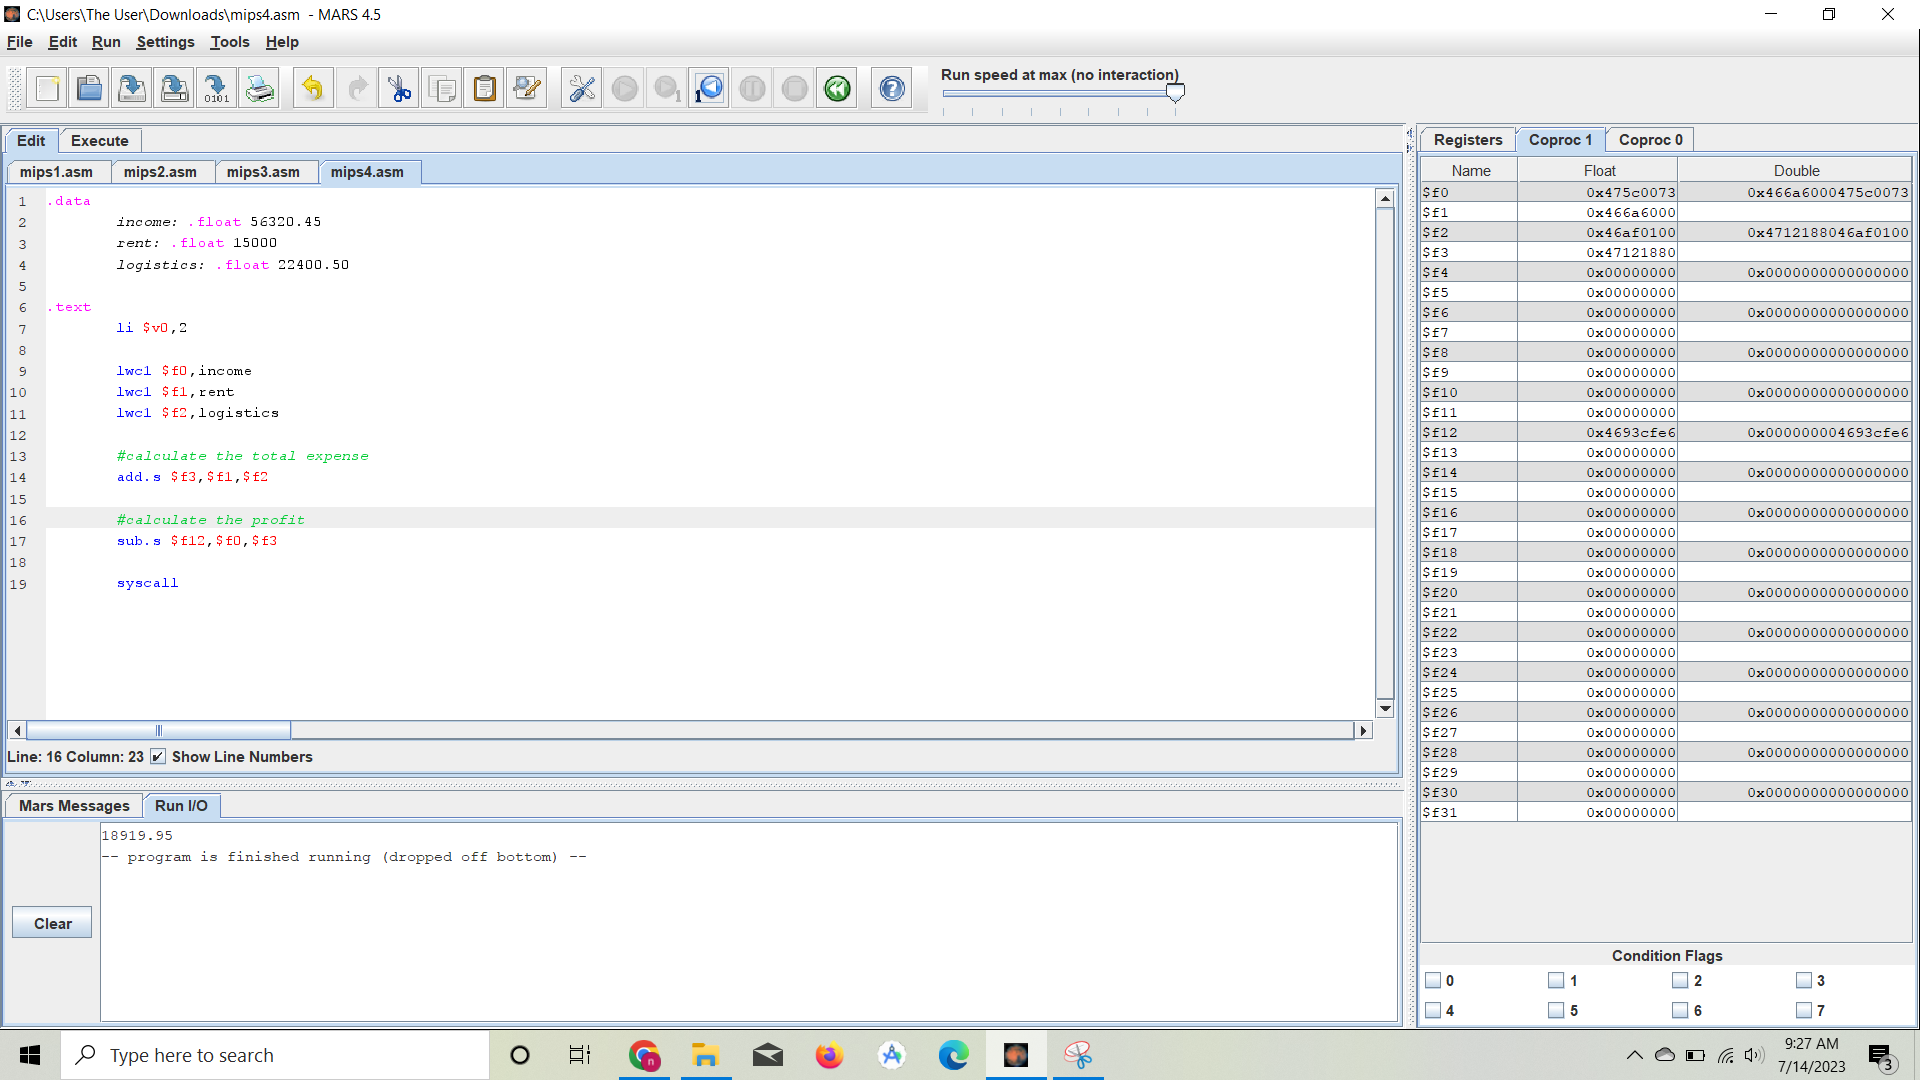 C:\Users\The User\Downloads\mips4.asm - MARS 4.5
File Edit Run Settings Tools Help
0101
1
1
Run speed at max (no interaction)
Edit Execute
mips1.asm mips2.asm mips3.asm mips4.asm
1 .data
2 income: .float 56320.45
3 rent: .float 15000
4 logistics: .float 22400.50
5
6 .text
7 li $v0,2
8
9 lwc1 $f0,income
10 lwc1 $f1,rent
11 lwc1 $f2,logistics
12
13 #calculate the total expense
14 add.s $f3,$f1,$f2
15
16 #calculate the profit
17 sub.s $f12,$f0,$f3
18
19 syscall
Line: 16 Column: 23 Show Line Numbers
Mars Messages Run I/O
18919.95
-- program is finished running (dropped off bottom) --
Clear
Registers Coproc 1 Coproc 0
Name Float Double
$f0 0x475c0073 0x466a6000475c0073
$f1 0x466a6000
$f2 0x46af0100 0x4712188046af0100
$f3 0x47121880
$f4 0x00000000 0x0000000000000000
$f5 0x00000000
$f6 0x00000000 0x0000000000000000
$f7 0x00000000
$f8 0x00000000 0x0000000000000000
$f9 0x00000000
$f10 0x00000000 0x0000000000000000
$f11 0x00000000
$f12 0x4693cfe6 0x000000004693cfe6
$f13 0x00000000
$f14 0x00000000 0x0000000000000000
$f15 0x00000000
$f16 0x00000000 0x0000000000000000
$f17 0x00000000
$f18 0x00000000 0x0000000000000000
$f19 0x00000000
$f20 0x00000000 0x0000000000000000
$f21 0x00000000
$f22 0x00000000 0x0000000000000000
$f23 0x00000000
$f24 0x00000000 0x0000000000000000
$f25 0x00000000
$f26 0x00000000 0x0000000000000000
$f27 0x00000000
$f28 0x00000000 0x0000000000000000
$f29 0x00000000
$f30 0x00000000 0x0000000000000000
$f31 0x00000000
Condition Flags
0 1 2 3
4 5 6 7
Type here to search
n
9:27 AM
7/14/2023
3